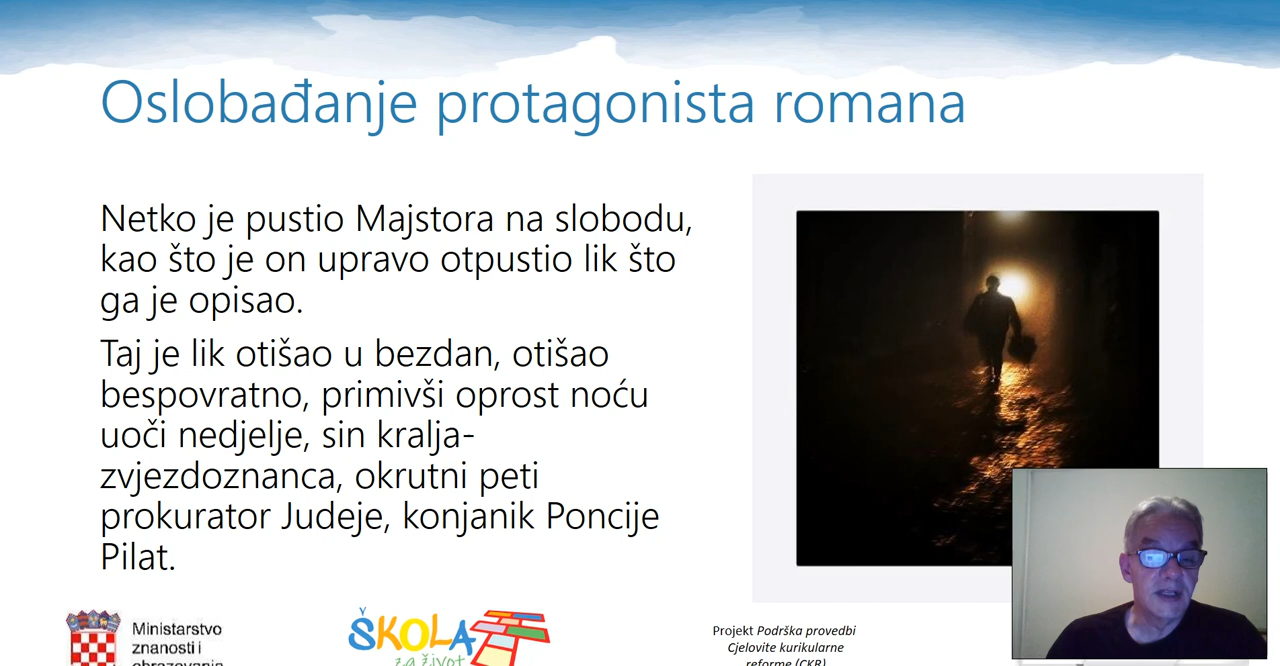 Oslobađanje protagonista romana
Netko je pustio Majstora na slobodu,
kao što je on upravo otpustio lik što
ga je opisao.
Taj je lik otišao u bezdan, otišao
bespovratno, primivši oprost noću
uoči nedjelje, sin kralja-
zvjezdoznanca, okrutni peti
prokurator Judeje, konjanik Poncije
Pilat.
Ministarstvo
znanosti i
obrazovanja
ŠKOLA
za život
Projekt Podrška provedbi
Cjelovite kurikularne
reforme (CKR)